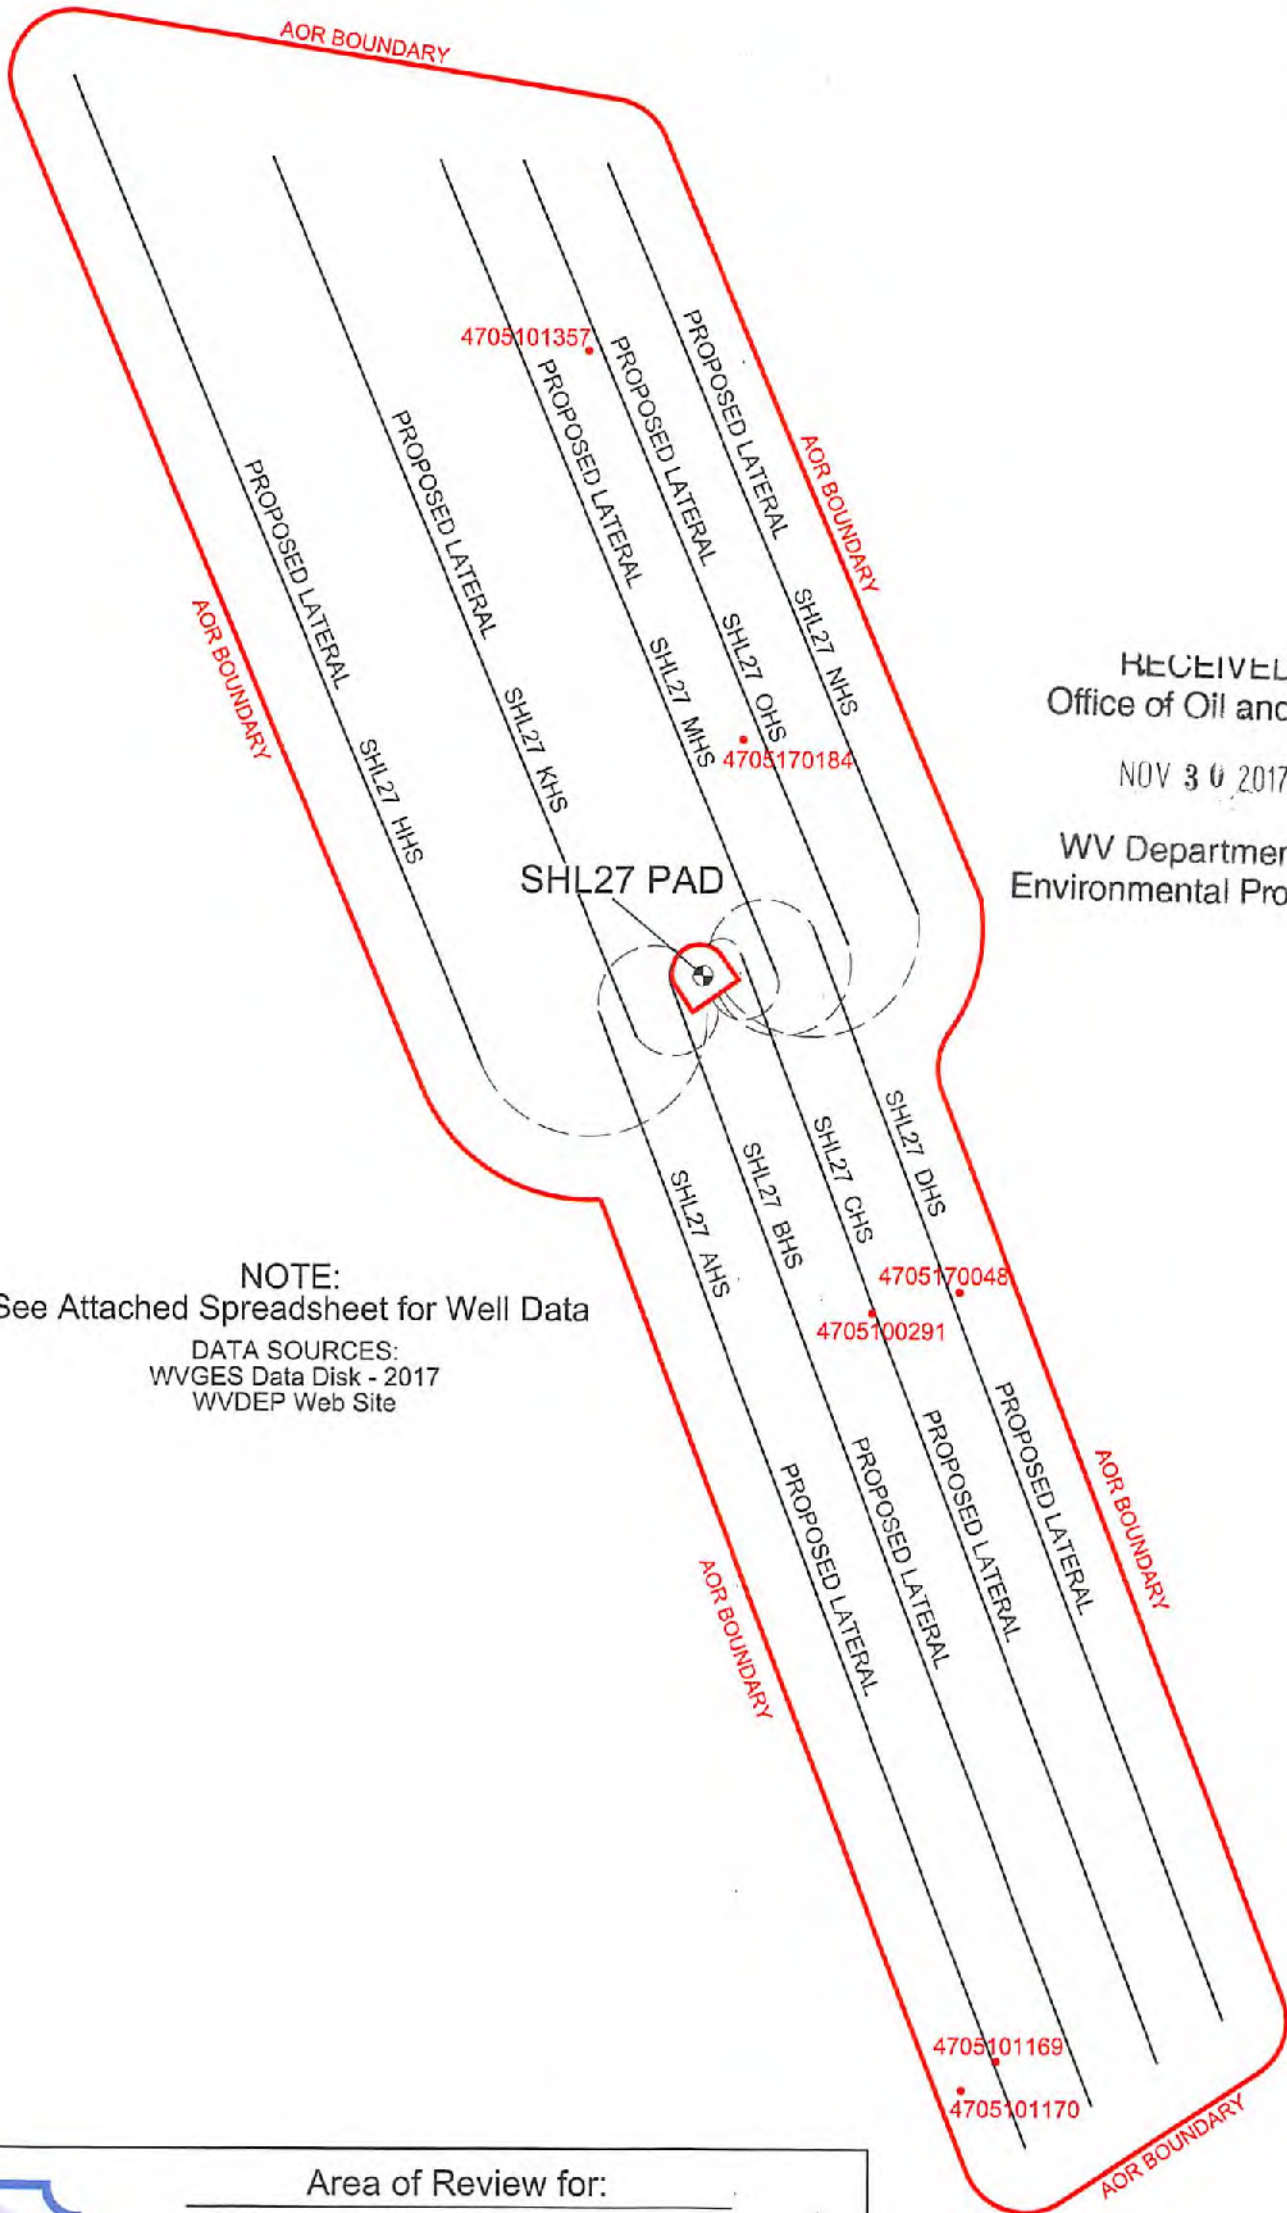 AOR BOUNDARY
4705101357
PROPOSED LATERAL
PROPOSED LATERAL
PROPOSED LATERAL
PROPOSED LATERAL
PROPOSED LATERAL
AOR BOUNDARY
AOR BOUNDARY
SHL27 HHS
SHL27 KHS
SHL27 MHS
SHL27 OHS
SHL27 NHS
4705170184
RECEIVED
Office of Oil and
NOV 30 2017
WV Departmen
Environmental Pro
SHL27 PAD
SHL27 AHS
SHL27 BHS
SHL27 CHS
SHL27 DHS
4705170048
4705100291
NOTE:
See Attached Spreadsheet for Well Data
DATA SOURCES:
WVGES Data Disk - 2017
WVDEP Web Site
PROPOSED LATERAL
PROPOSED LATERAL
PROPOSED LATERAL
PROPOSED LATERAL
AOR BOUNDARY
AOR BOUNDARY
4705101169
4705101170
AOR BOUNDARY
Area of Review for: